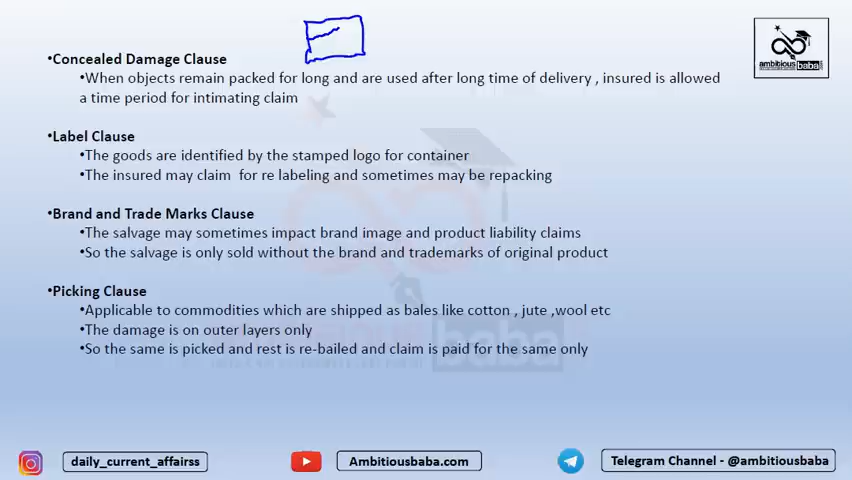 •Concealed Damage Clause
•When objects remain packed for long and are used after long time of delivery , insured is allowed
a time period for intimating claim
ambitiousbaba
•Label Clause
•The goods are identified by the stamped logo for container
•The insured may claim for re labeling and sometimes may be repacking
•Brand and Trade Marks Clause
•The salvage may sometimes impact brand image and product liability claims
•So the salvage is only sold without the brand and trademarks of original product
•Picking Clause
•Applicable to commodities which are shipped as bales like cotton , jute ,wool etc
•The damage is on outer layers only
•So the same is picked and rest is re-bailed and claim is paid for the same only
baba
daily_current_affairss
Ambitiousbaba.com
Telegram Channel - @ambitiousbaba